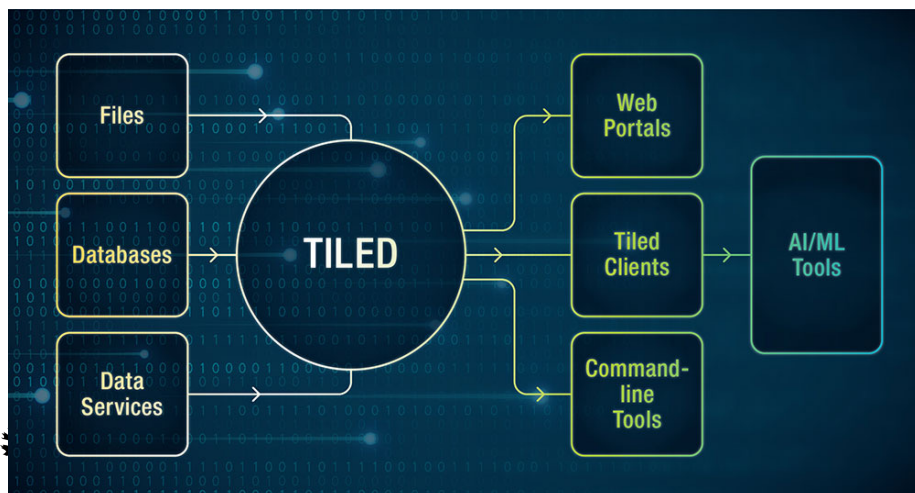 Files
Databases
Data
Services
TILED
Web
Portals
Tiled
Clients
Command-
line
Tools
AI/ML
Tools